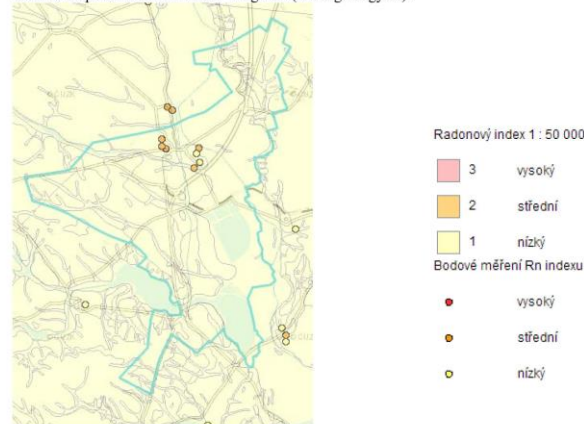 Radonový index 1 : 50 000
3 vysoký
2 střední
1 nízký
Bodové měření Rn indexu
vysoký
střední
nízký